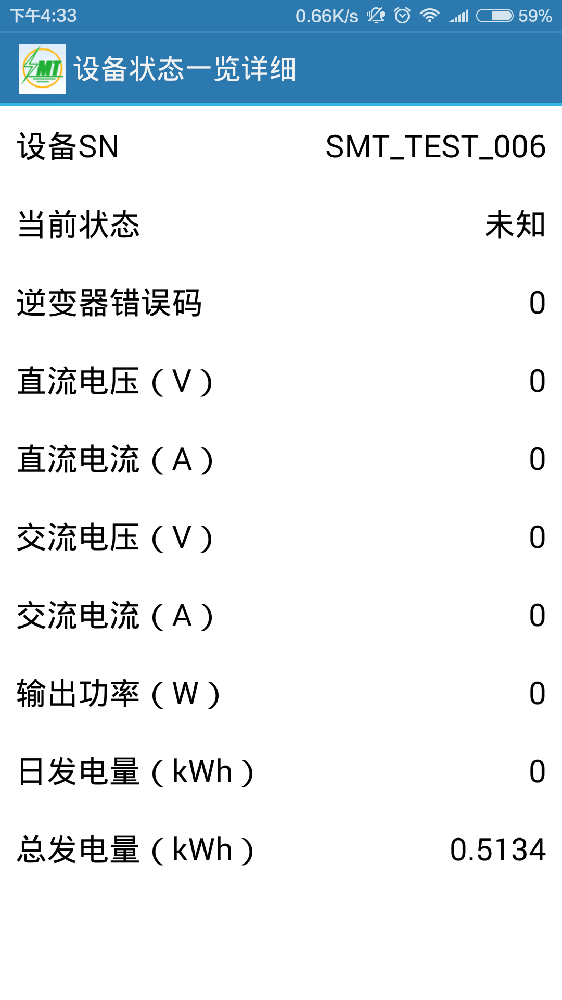 下午4:33 0.66K/s 59%
SMT 设备状态一览详细
设备SN SMT_TEST_006
当前状态 未知
逆变器错误码 0
直流电压（V） 0
直流电流（A） 0
交流电压（V） 0
交流电流（A） 0
输出功率（W） 0
日发电量（kWh） 0
总发电量（kWh） 0.5134